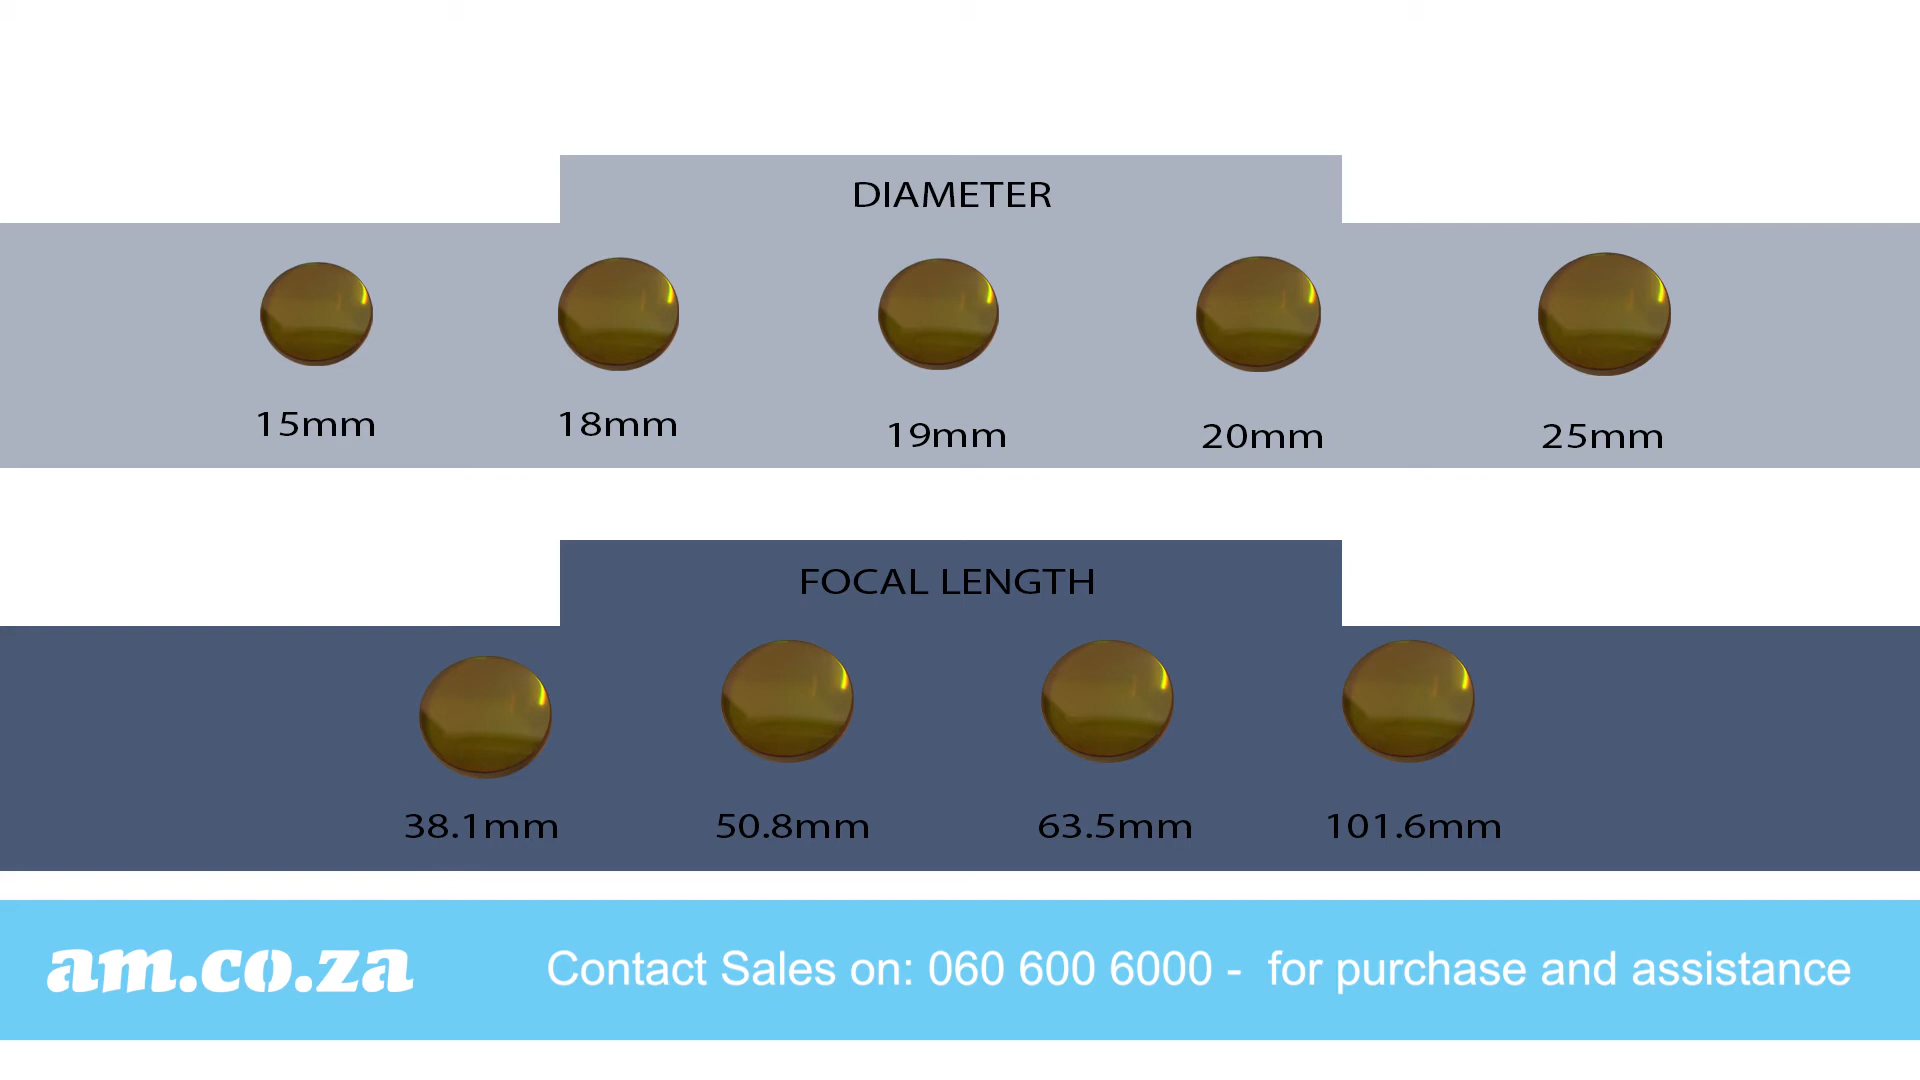 DIAMETER
15mm 18mm 19mm 20mm 25mm
FOCAL LENGTH
38.1mm 50.8mm 63.5mm 101.6mm
am.co.za Contact Sales on: 060 600 6000 - for purchase and assistance